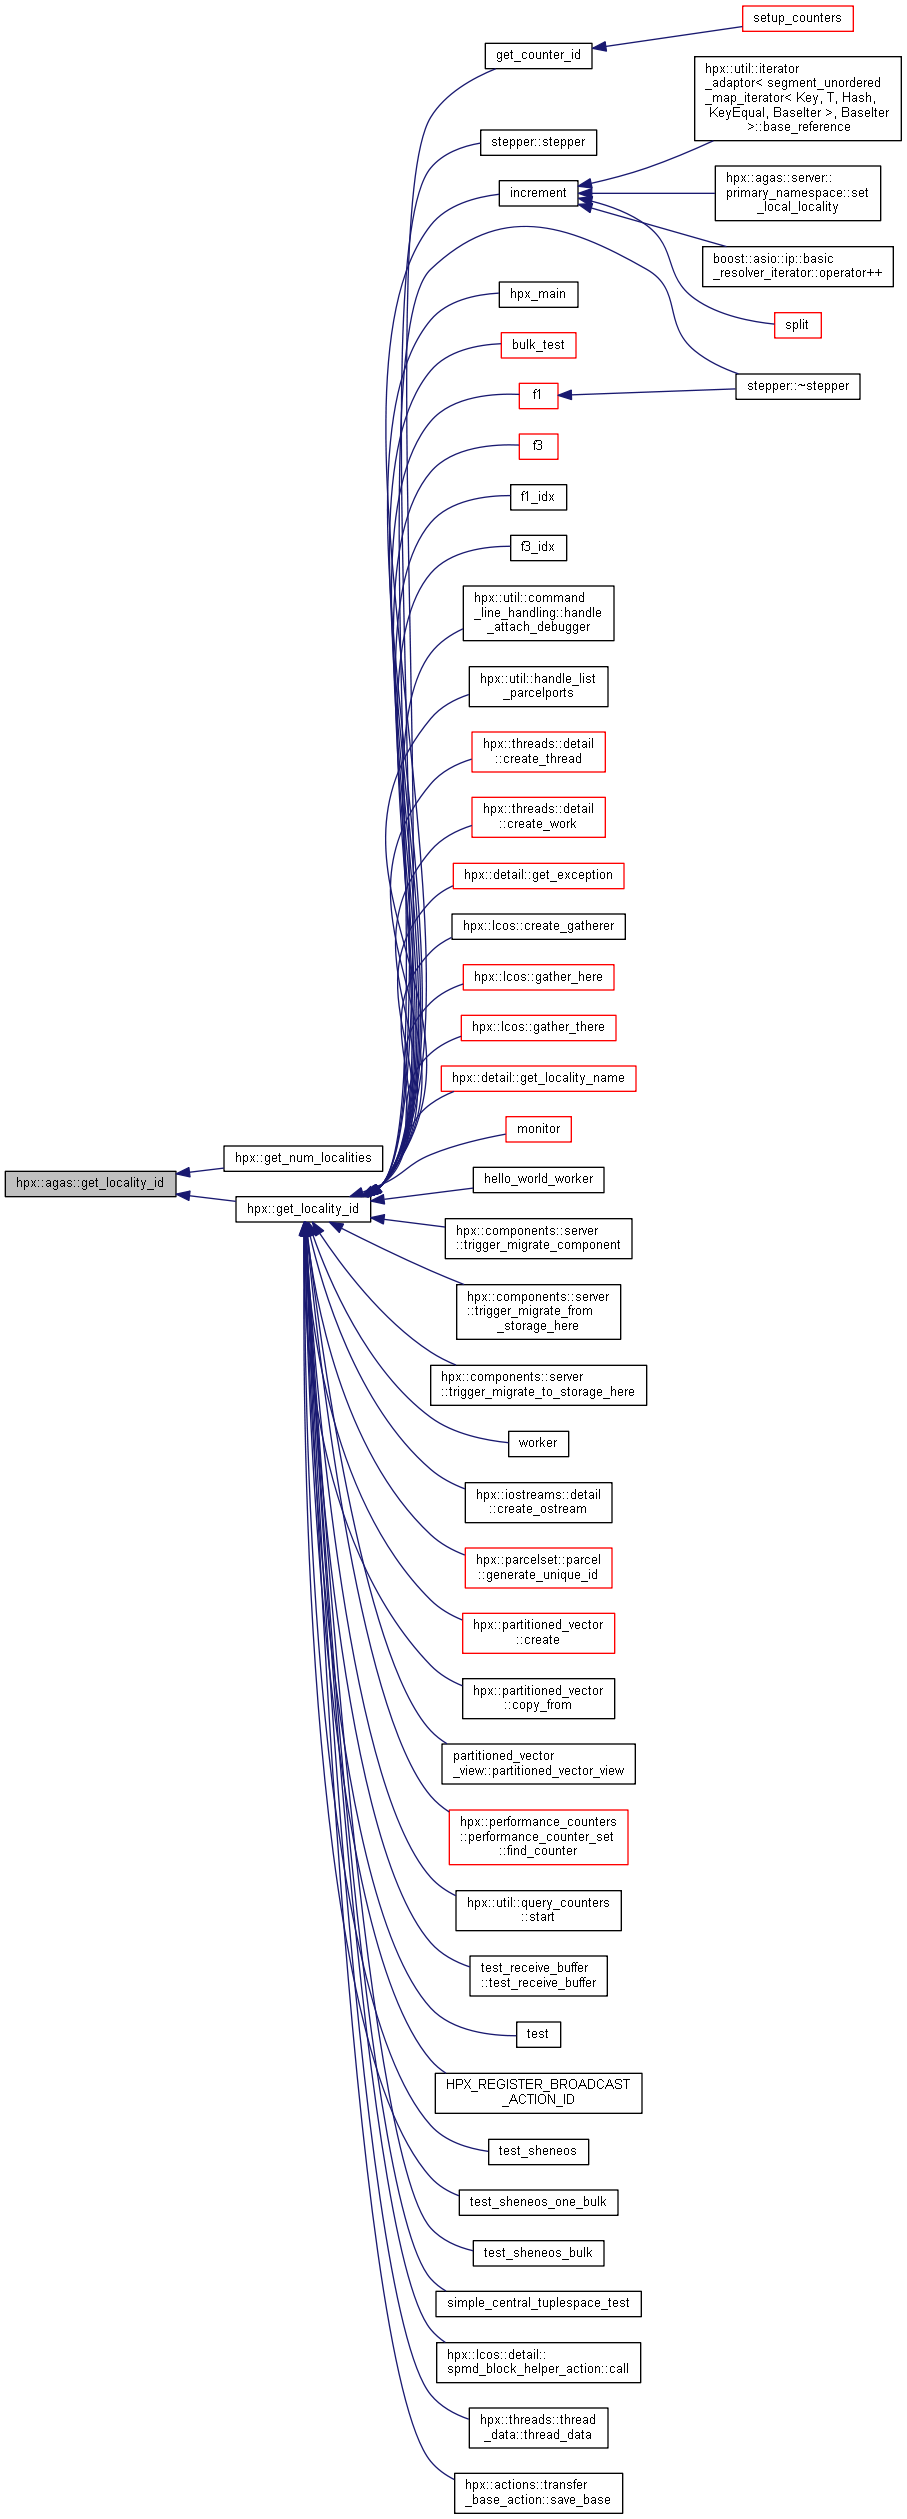 setup_counters
get_counter_id
hpx::util::iterator
_adaptor< segment_unordered
_map_iterator< Key, T, Hash,
KeyEqual, BaseIter >, BaseIter
>::base_reference
stepper::stepper
increment
hpx::agas::server::
primary_namespace::set
_local_locality
boost::asio::ip::basic
_resolver_iterator::operator++
hpx_main
split
bulk_test
stepper::~stepper
f1
f3
f1_idx
f3_idx
hpx::util::command
_line_handling::handle
_attach_debugger
hpx::util::handle_list
_parcelports
hpx::threads::detail
::create_thread
hpx::threads::detail
::create_work
hpx::detail::get_exception
hpx::lcos::create_gatherer
hpx::lcos::gather_here
hpx::lcos::gather_there
hpx::detail::get_locality_name
monitor
hpx::get_num_localities
hpx::agas::get_locality_id
hello_world_worker
hpx::get_locality_id
hpx::components::server
::trigger_migrate_component
hpx::components::server
::trigger_migrate_from
_storage_here
hpx::components::server
::trigger_migrate_to_storage_here
worker
hpx::iostreams::detail
::create_ostream
hpx::parcelset::parcel
::generate_unique_id
hpx::partitioned_vector
::create
hpx::partitioned_vector
::copy_from
partitioned_vector
_view::partitioned_vector_view
hpx::performance_counters
::performance_counter_set
::find_counter
hpx::util::query_counters
::start
test_receive_buffer
::test_receive_buffer
test
HPX_REGISTER_BROADCAST
_ACTION_ID
test_sheneos
test_sheneos_one_bulk
test_sheneos_bulk
simple_central_tuplespace_test
hpx::lcos::detail::
spmd_block_helper_action::call
hpx::threads::thread
_data::thread_data
hpx::actions::transfer
_base_action::save_base